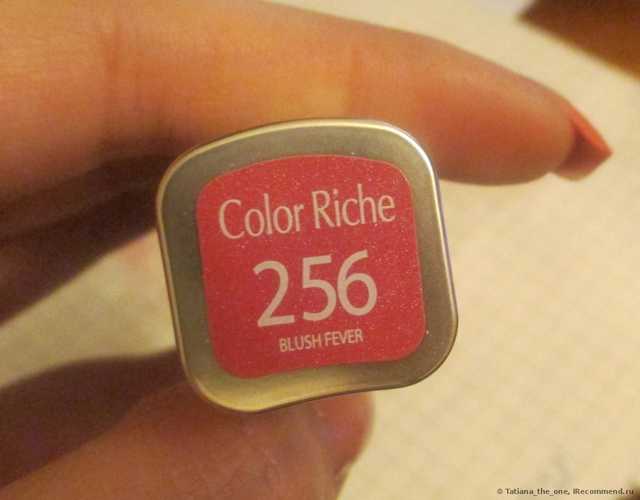 Color Riche
256
BLUSH FEVER
© Tatiana_the_one, IRecommend.ru